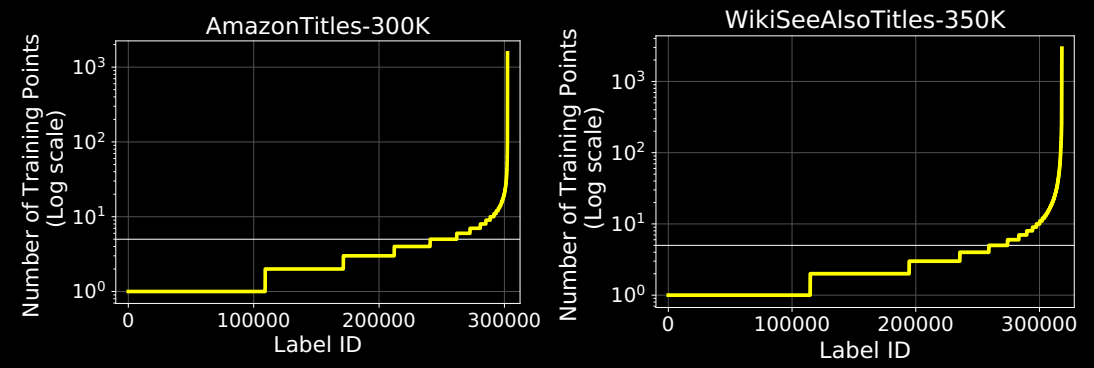 AmazonTitles-300K
Number of Training Points
(Log scale)
10³
10²
10¹
10⁰
0 100000 200000 300000
Label ID
WikiSeeAlsoTitles-350K
Number of Training Points
(Log scale)
10³
10²
10¹
10⁰
0 100000 200000 300000
Label ID